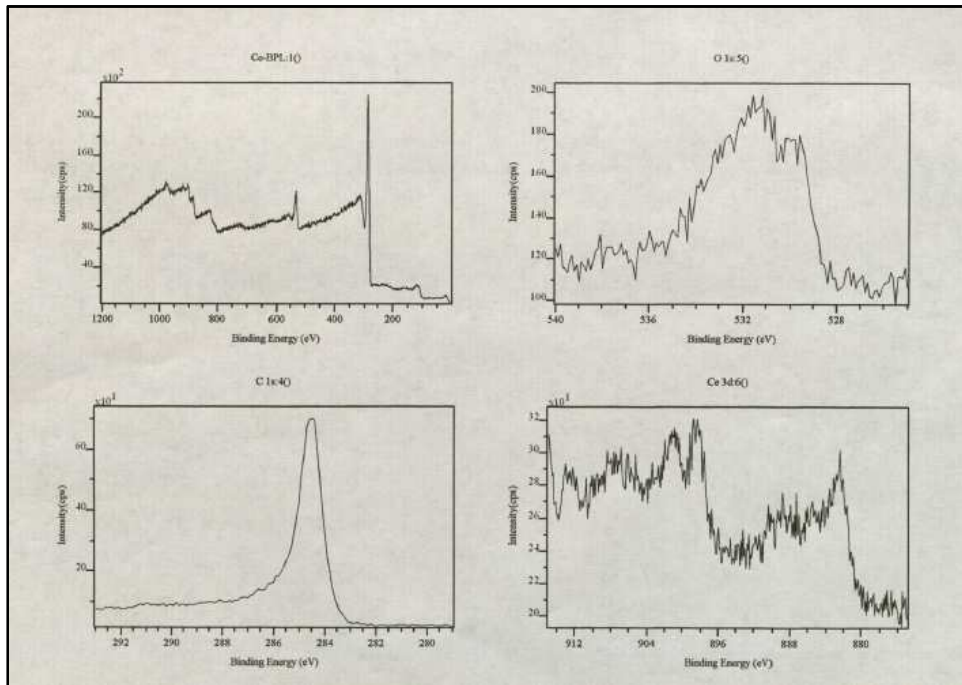 Ce-BPL:1()
x10²
Intensity(cps)
200
160
120
80
40
1200 1000 800 600 400 200
Binding Energy (eV)
O 1s:5()
Intensity(cps)
200
180
160
140
120
100
540 536 532 528
Binding Energy (eV)
C 1s:4()
x10¹
Intensity(cps)
60
40
20
292 290 288 286 284 282 280
Binding Energy (eV)
Ce 3d:6()
x10¹
Intensity(cps)
32
30
28
26
24
22
20
912 904 896 888 880
Binding Energy (eV)